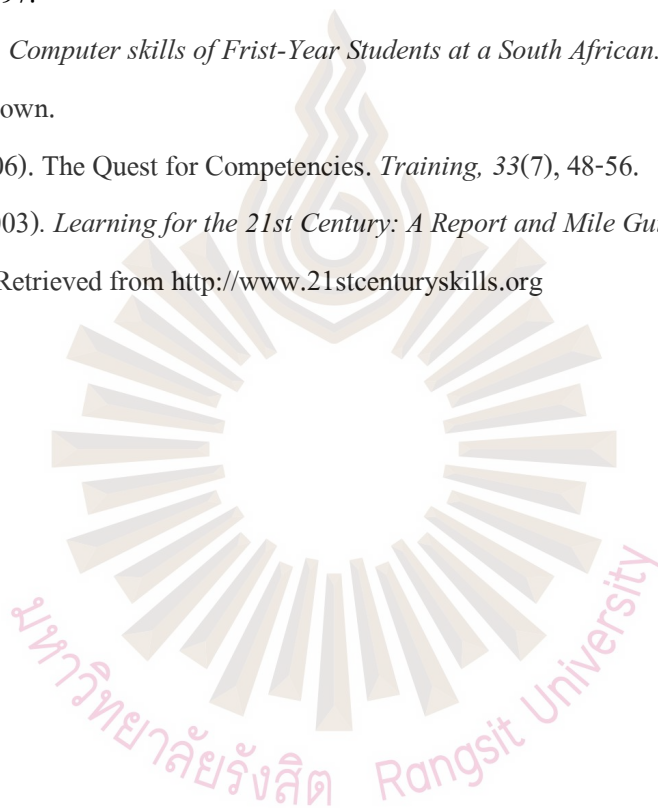 Computer skills of Frist-Year Students at a South African.
own.
06). The Quest for Competencies. Training, 33(7), 48-56.
003). Learning for the 21st Century: A Report and Mile Gu
Retrieved from http://www.21stcenturyskills.org
มหาวิทยาลัยรังสิต Rangsit University